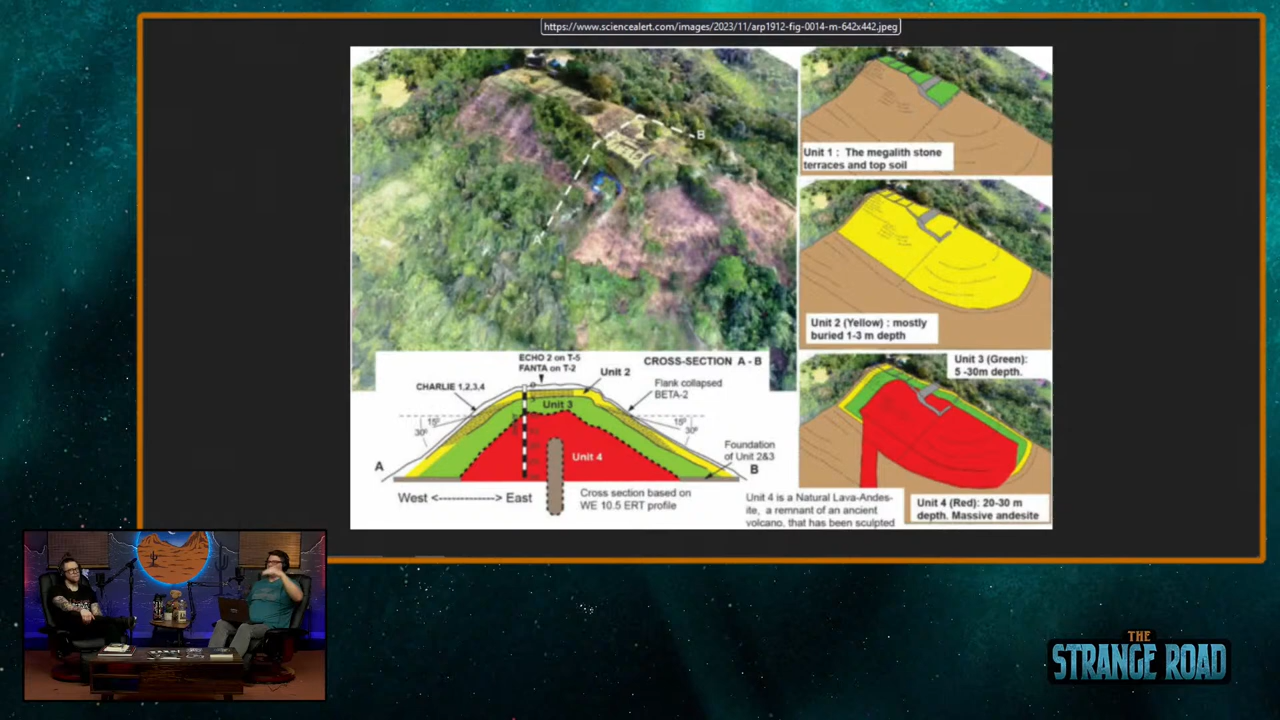 https://www.sciencealert.com/images/2023/11/arp1912-fig-0014-m-642x442.jpeg
B
A
Unit 1 : The megalith stone
terraces and top soil
Unit 2 (Yellow) : mostly
buried 1-3 m depth
Unit 3 (Green):
5 -30m depth.
Unit 4 (Red): 20-30 m
depth. Massive andesite
ECHO 2 on T-5
FANTA on T-2
CROSS-SECTION A - B
Unit 2
CHARLIE 1,2,3,4
Flank collapsed
BETA-2
Unit 3
15º
30º
15º
30º
Unit 4
Foundation
of Unit 2&3
A
B
West <------------> East
Cross section based on
WE 10.5 ERT profile
Unit 4 is a Natural Lava-Andes-
ite, a remnant of an ancient
volcano, that has been sculpted
THE
STRANGE ROAD